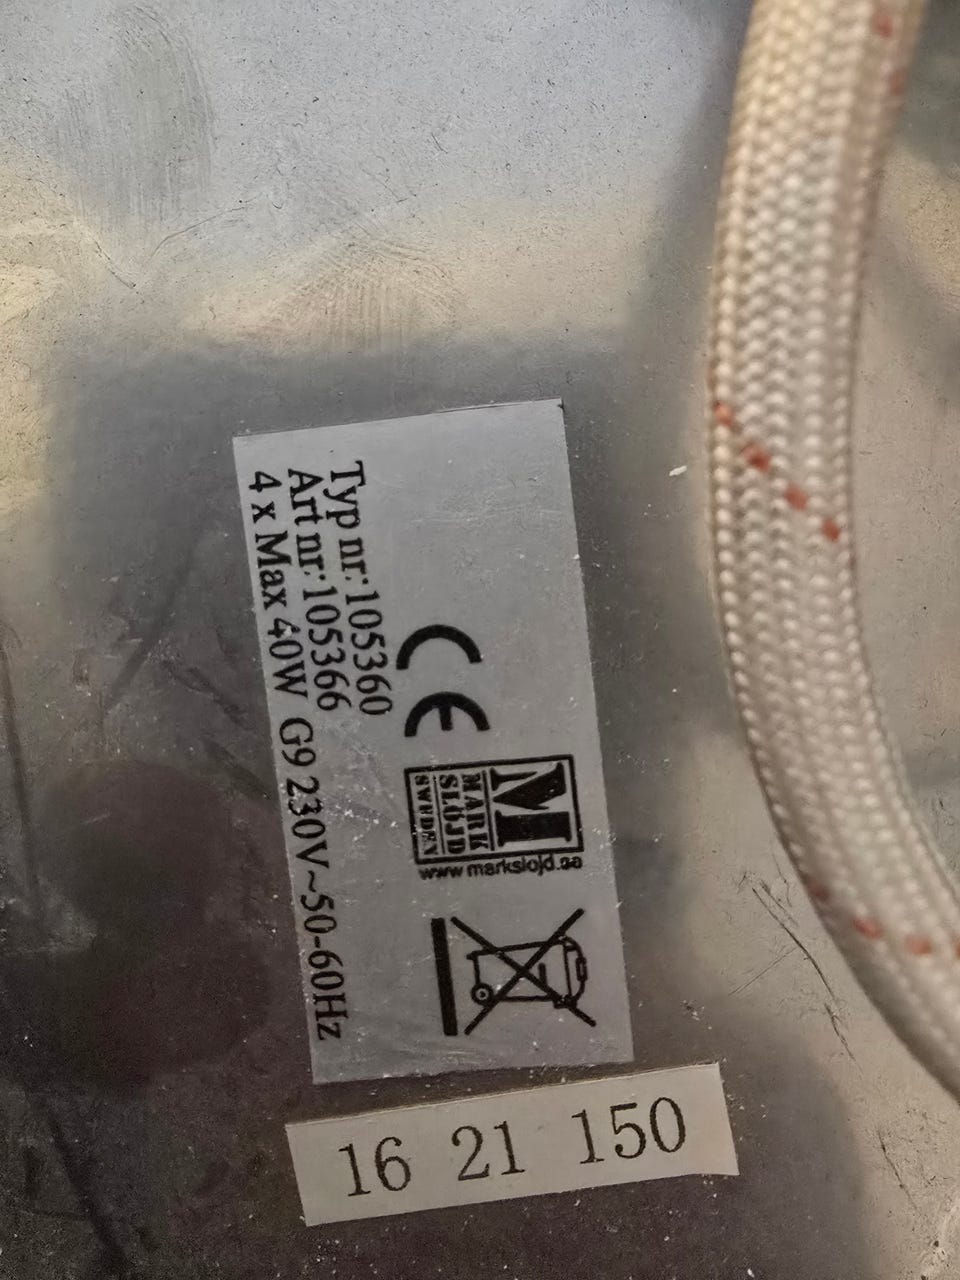 Typ nr:105360
Art nr:105366
4 x Max 40W G9 230V~50-60Hz
CE
M
MARK
SLÖJD
SWEDEN
www.markslojd.se
16 21 150